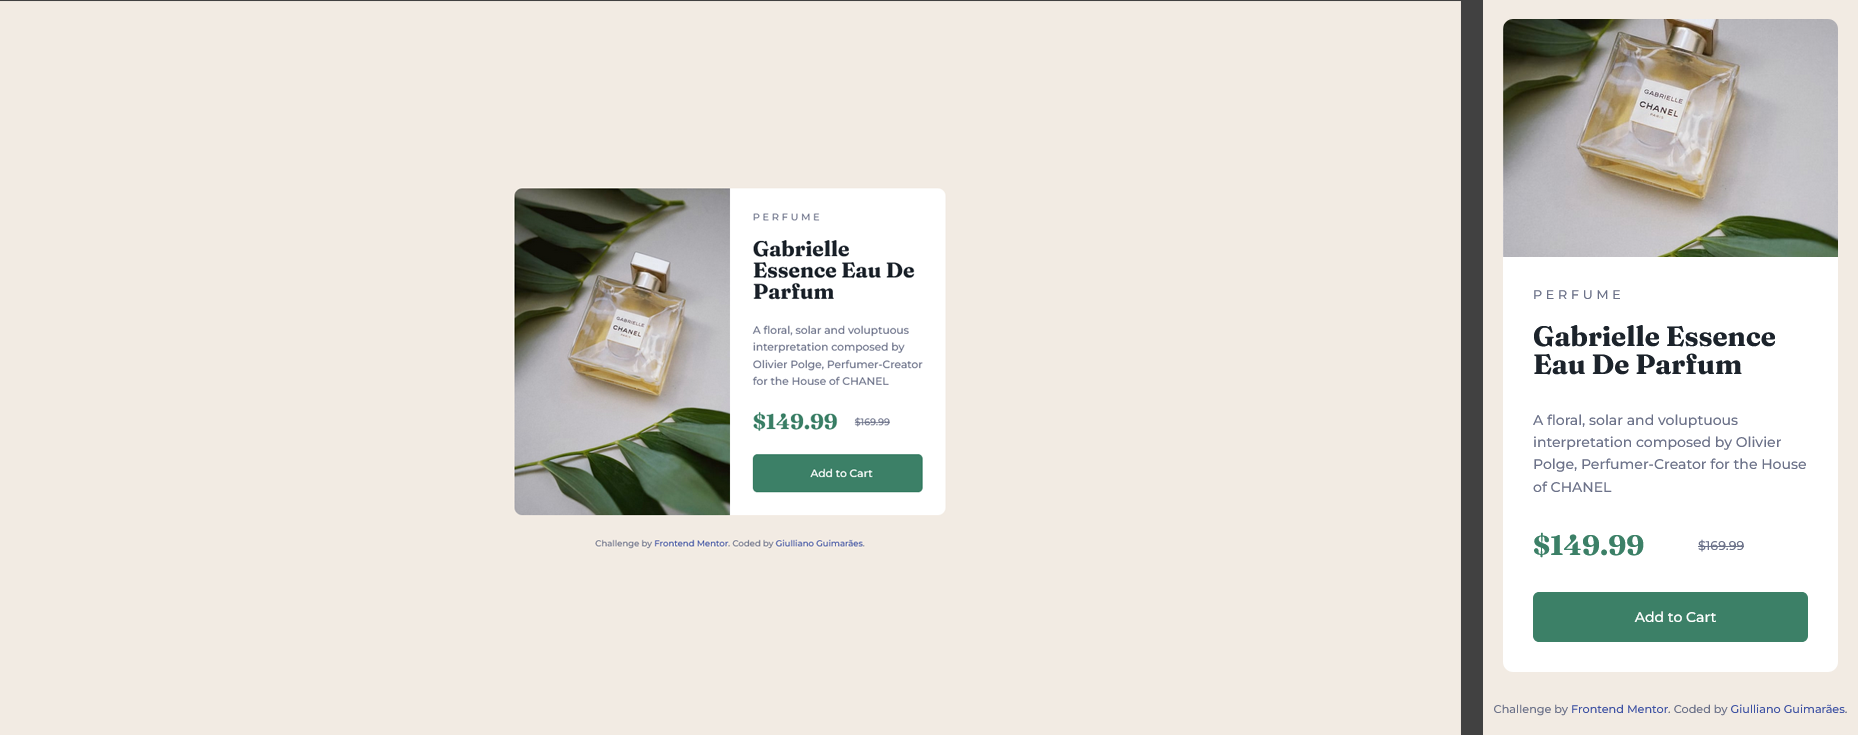 GABRIELLE
CHANEL
PARIS
PERFUME
Gabrielle
Essence Eau De
Parfum
A floral, solar and voluptuous
interpretation composed by
Olivier Polge, Perfumer-Creator
for the House of CHANEL
$149.99 $169.99
Add to Cart
Challenge by Frontend Mentor. Coded by Giulliano Guimarães.
GABRIELLE
CHANEL
PARIS
PERFUME
Gabrielle Essence
Eau De Parfum
A floral, solar and voluptuous
interpretation composed by Olivier
Polge, Perfumer-Creator for the House
of CHANEL
$149.99 $169.99
Add to Cart
Challenge by Frontend Mentor. Coded by Giulliano Guimarães.